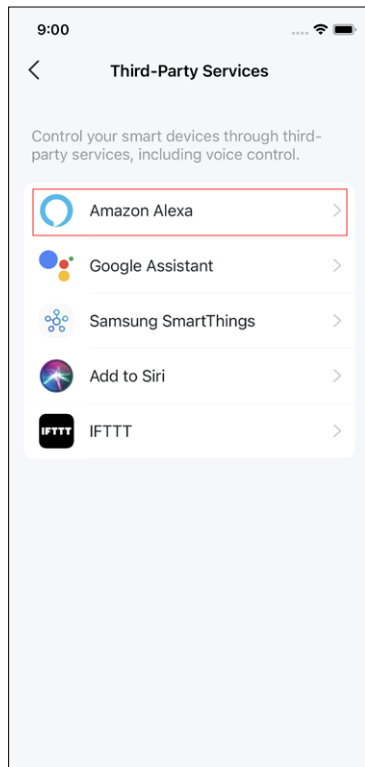 9:00
Third-Party Services
Control your smart devices through third-
party services, including voice control.
Amazon Alexa
Google Assistant
Samsung SmartThings
Add to Siri
IFTTT IFTTT